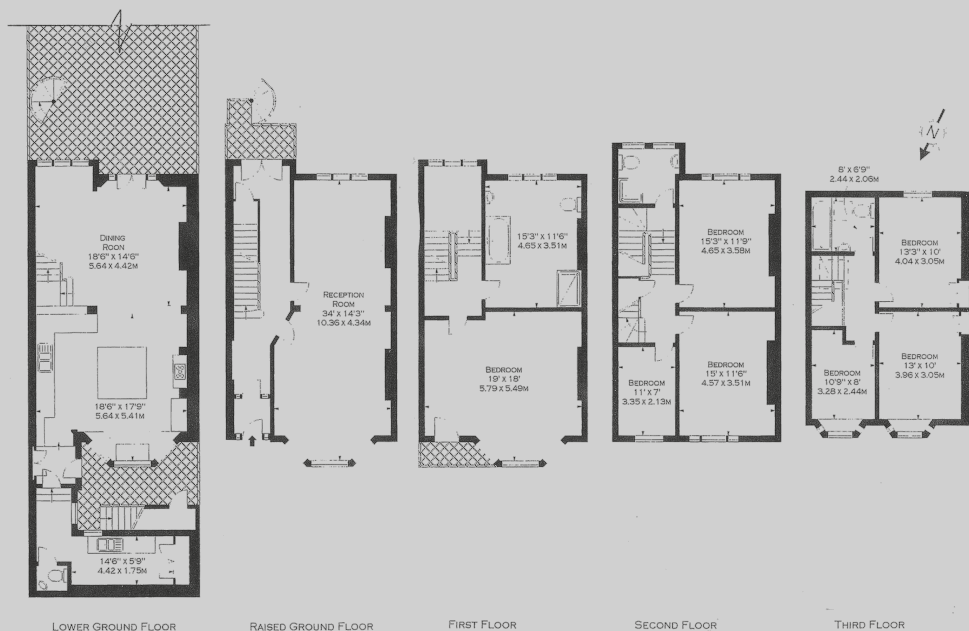 DINING
ROOM
18'6" x 14'6"
5.64 x 4.42M
18'6" x 17'9"
5.64 x 5.41M
14'6" x 5'9"
4.42 x 1.75M
LOWER GROUND FLOOR
RECEPTION
ROOM
34' x 14'3"
10.36 x 4.34M
RAISED GROUND FLOOR
15'3" x 11'6"
4.65 x 3.51M
BEDROOM
19' x 18'
5.79 x 5.49M
FIRST FLOOR
BEDROOM
15'3" x 11'9"
4.65 x 3.58M
BEDROOM
15' x 11'6"
4.57 x 3.51M
BEDROOM
11' x 7'
3.35 x 2.13M
SECOND FLOOR
N
8' x 6'9"
2.44 x 2.06M
BEDROOM
13'3" x 10'
4.04 x 3.05M
BEDROOM
13' x 10'
3.96 x 3.05M
BEDROOM
10'9" x 8'
3.28 x 2.44M
THIRD FLOOR